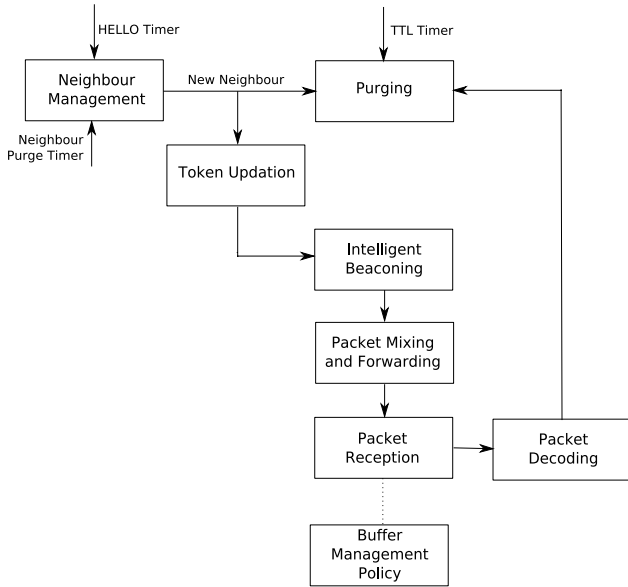 HELLO Timer
TTL Timer
Neighbour
Management
New Neighbour
Purging
Neighbour
Purge Timer
Token Updation
Intelligent
Beaconing
Packet Mixing
and Forwarding
Packet
Reception
Packet
Decoding
Buffer
Management
Policy